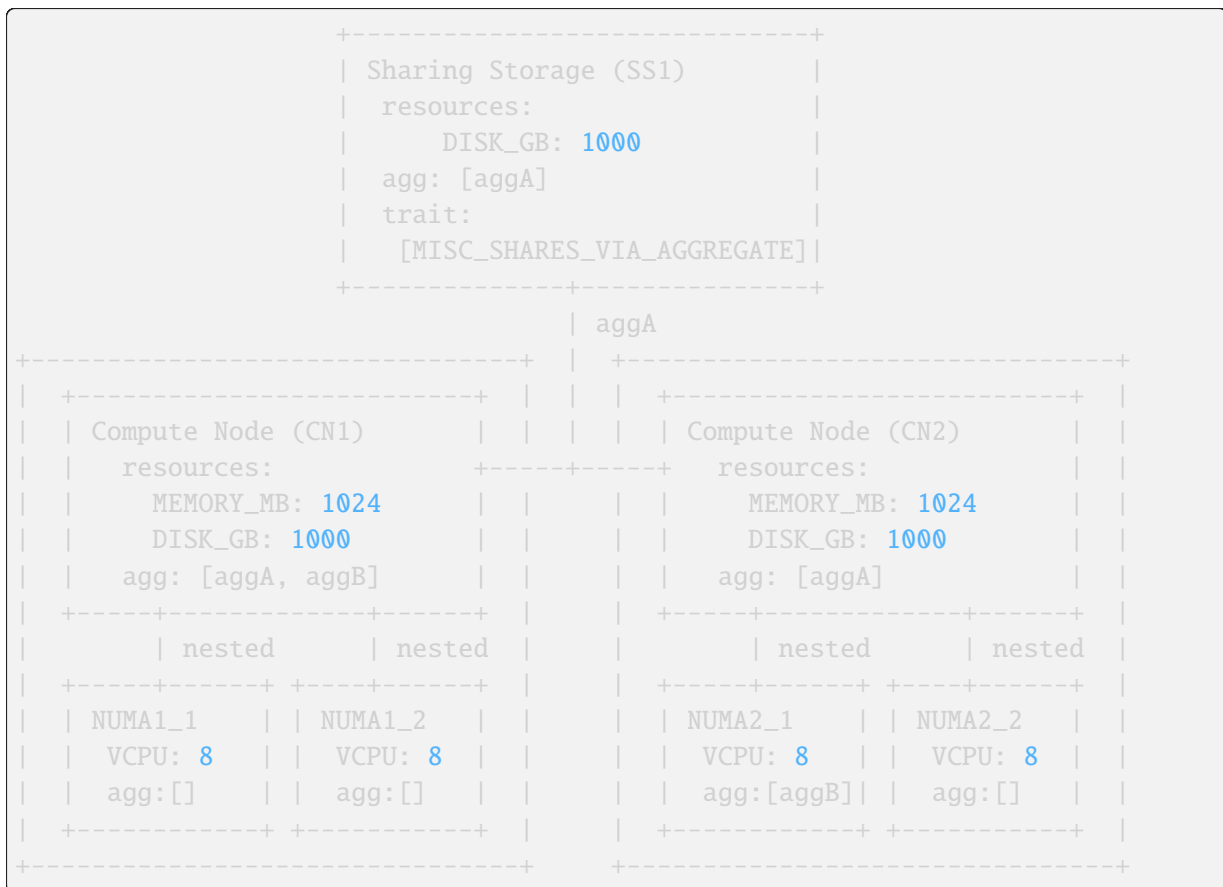 +-------------------------------+
| Sharing Storage (SS1)        |
|  resources:                   |
|      DISK_GB: 1000           |
|  agg: [aggA]                  |
|  trait:                       |
|   [MISC_SHARES_VIA_AGGREGATE]|
+---------------+---------------+
| aggA
+---------------------------------+  |  +---------------------------------+
|  +---------------------------+  |  |  |  +---------------------------+  |
|  | Compute Node (CN1)       |  |  |  |  | Compute Node (CN2)       |  |
|  |   resources:             +-----+-----+   resources:             |  |
|  |     MEMORY_MB: 1024      |  |     |  |     MEMORY_MB: 1024      |  |
|  |     DISK_GB: 1000        |  |     |  |     DISK_GB: 1000        |  |
|  |   agg: [aggA, aggB]      |  |     |  |   agg: [aggA]            |  |
|  +-----+-------------+------+  |     |  +-----+-------------+------+  |
|        | nested      | nested  |     |        | nested      | nested  |
|  +-----+------+ +----+------+  |     |  +-----+------+ +----+------+  |
|  | NUMA1_1    | | NUMA1_2   |  |     |  | NUMA2_1    | | NUMA2_2   |  |
|  |  VCPU: 8   | |  VCPU: 8  |  |     |  |  VCPU: 8   | |  VCPU: 8  |  |
|  |  agg:[]    | |  agg:[]   |  |     |  |  agg:[aggB]| |  agg:[]   |  |
|  +------------+ +-----------+  |     |  +------------+ +-----------+  |
+---------------------------------+     +---------------------------------+